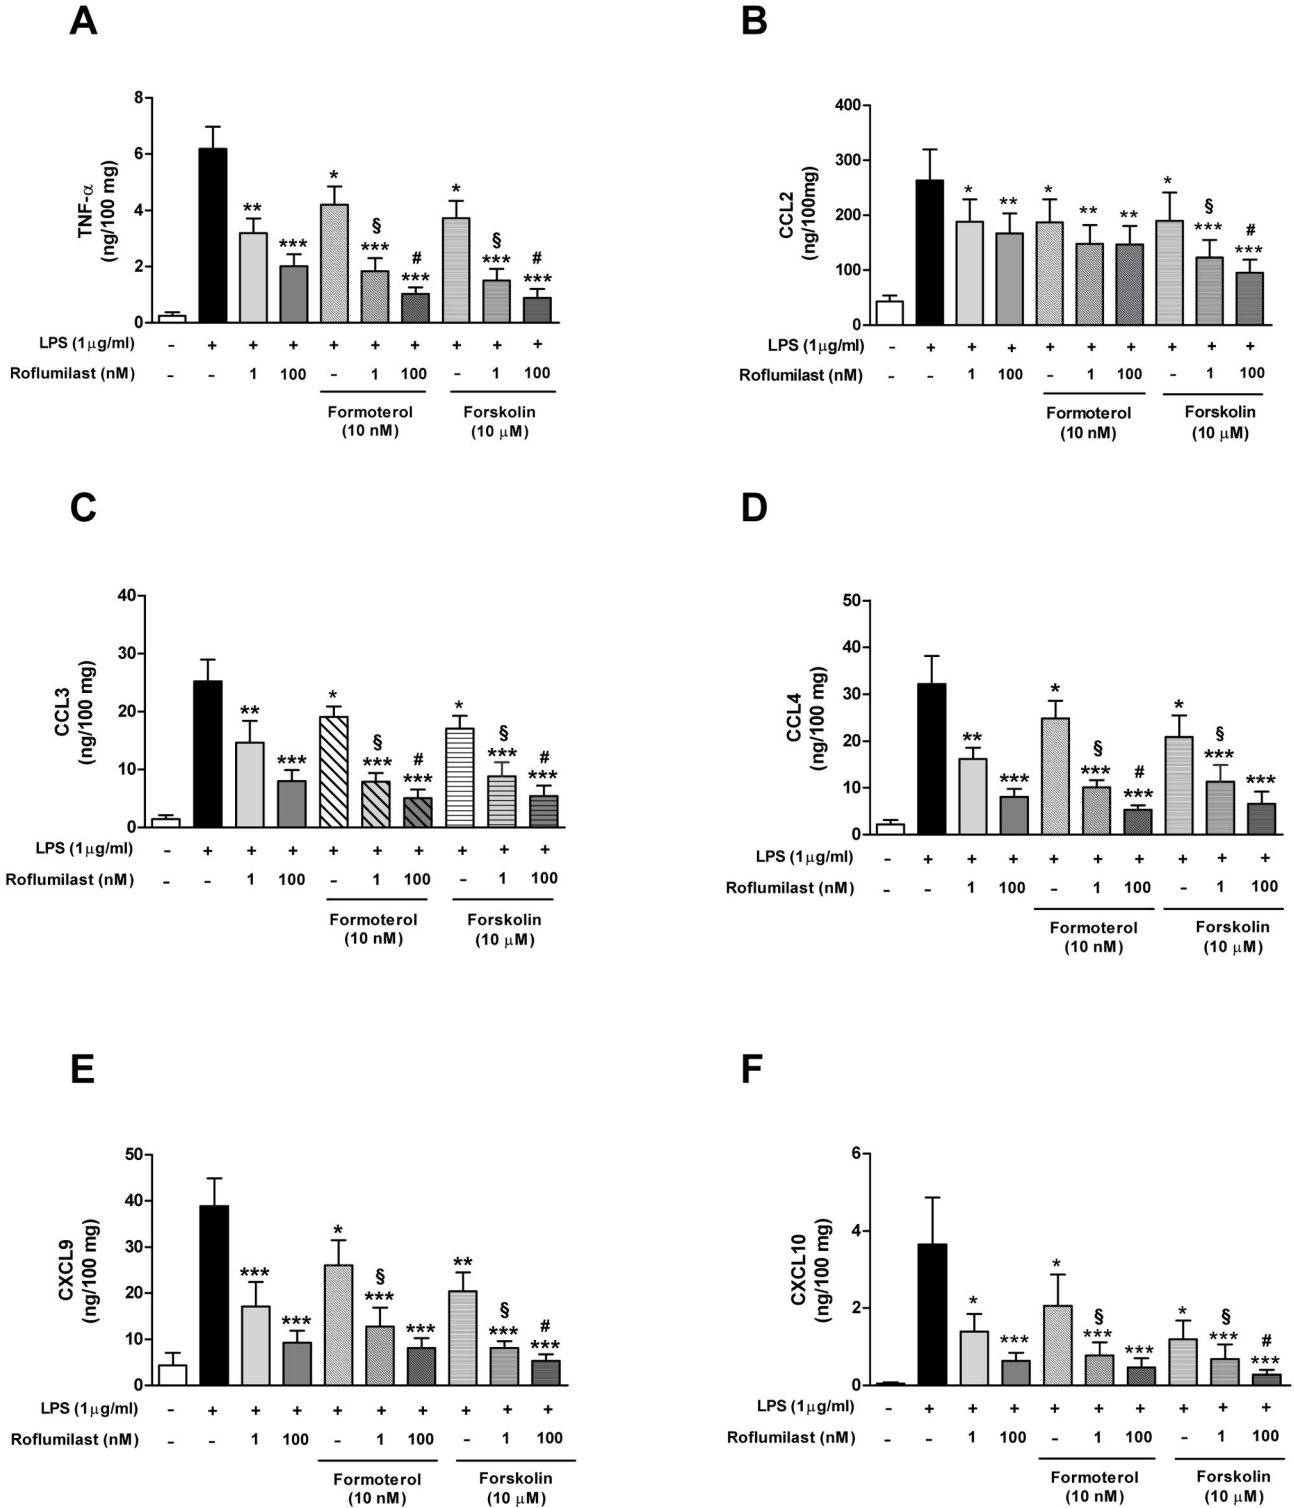 A
TNF-α
(ng/100 mg)
8
6
4
2
0
** *** * § *** # *** * § *** # ***
LPS (1μg/ml) - + + + + + + + + +
Roflumilast (nM) - - 1 100 - 1 100 - 1 100
Formoterol Forskolin
(10 nM) (10 μM)
B
CCL2
(ng/100mg)
400
300
200
100
0
* ** * ** ** * § *** # ***
LPS (1μg/ml) - + + + + + + + + +
Roflumilast (nM) - - 1 100 - 1 100 - 1 100
Formoterol Forskolin
(10 nM) (10 μM)
C
CCL3
(ng/100 mg)
40
30
20
10
0
** *** * § *** # *** * § *** # ***
LPS (1μg/ml) - + + + + + + + + +
Roflumilast (nM) - - 1 100 - 1 100 - 1 100
Formoterol Forskolin
(10 nM) (10 μM)
D
CCL4
(ng/100 mg)
50
40
30
20
10
0
** *** * § *** # *** * § *** ***
LPS (1μg/ml) - + + + + + + + + +
Roflumilast (nM) - - 1 100 - 1 100 - 1 100
Formoterol Forskolin
(10 nM) (10 μM)
E
CXCL9
(ng/100 mg)
50
40
30
20
10
0
*** *** * § *** *** ** § *** # ***
LPS (1μg/ml) - + + + + + + + + +
Roflumilast (nM) - - 1 100 - 1 100 - 1 100
Formoterol Forskolin
(10 nM) (10 μM)
F
CXCL10
(ng/100 mg)
6
4
2
0
* *** * § *** *** * § *** # ***
LPS (1μg/ml) - + + + + + + + + +
Roflumilast (nM) - - 1 100 - 1 100 - 1 100
Formoterol Forskolin
(10 nM) (10 μM)